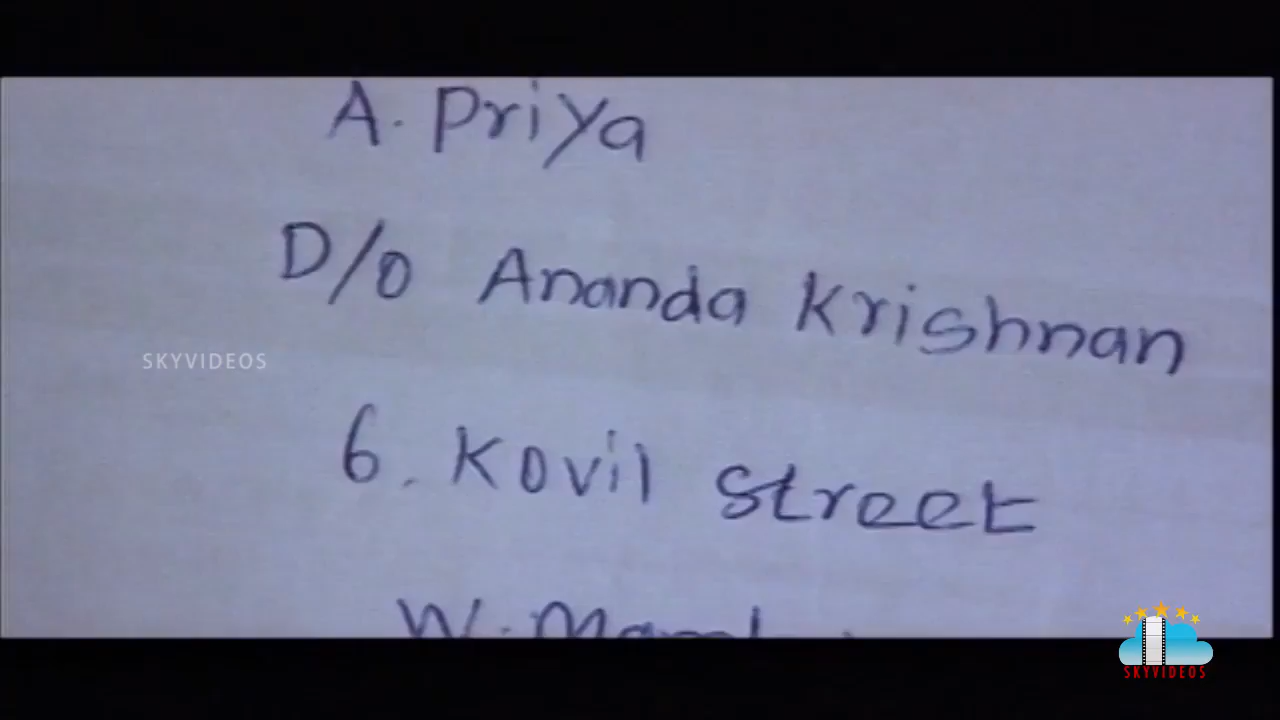 A. Priya
D/o Ananda Krishnan
SKYVIDEOS
6. Kovil Street
W.
SKYVIDEOS